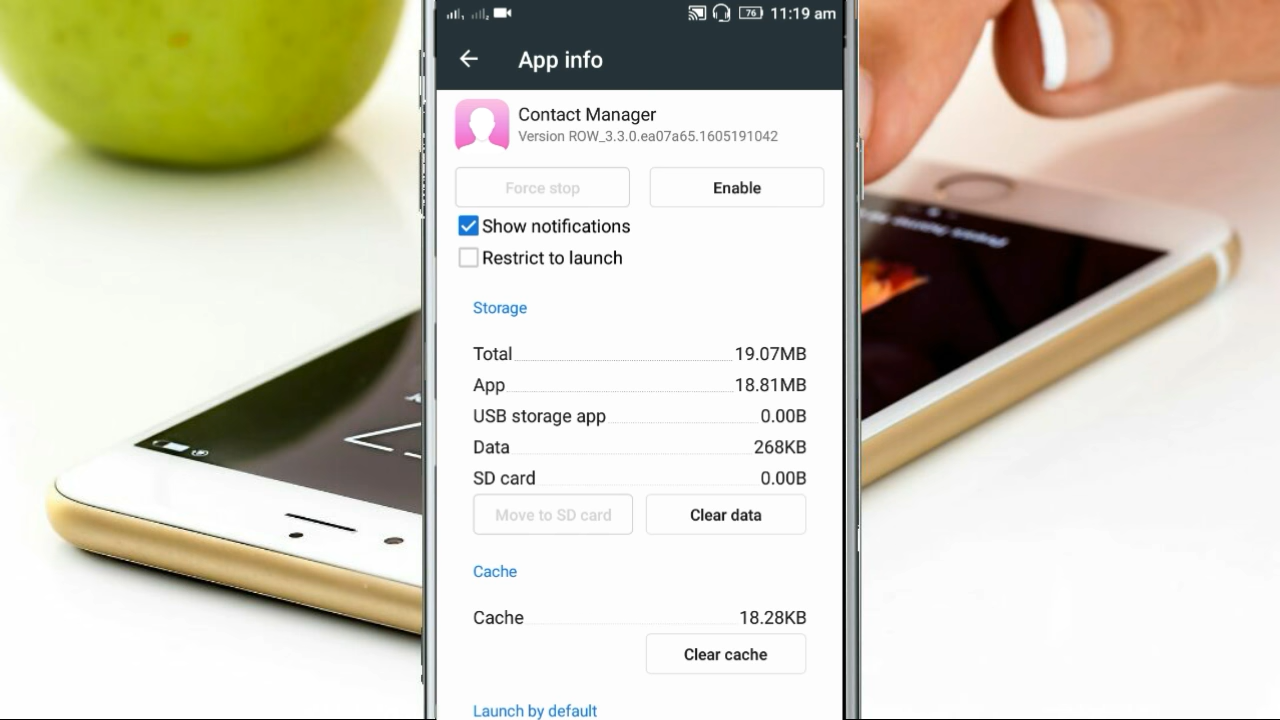 76 11:19 am
App info
Contact Manager
Version ROW_3.3.0.ea07a65.1605191042
Force stop Enable
Show notifications
Restrict to launch
Storage
Total 19.07MB
App 18.81MB
USB storage app 0.00B
Data 268KB
SD card 0.00B
Move to SD card Clear data
Cache
Cache 18.28KB
Clear cache
Launch by default